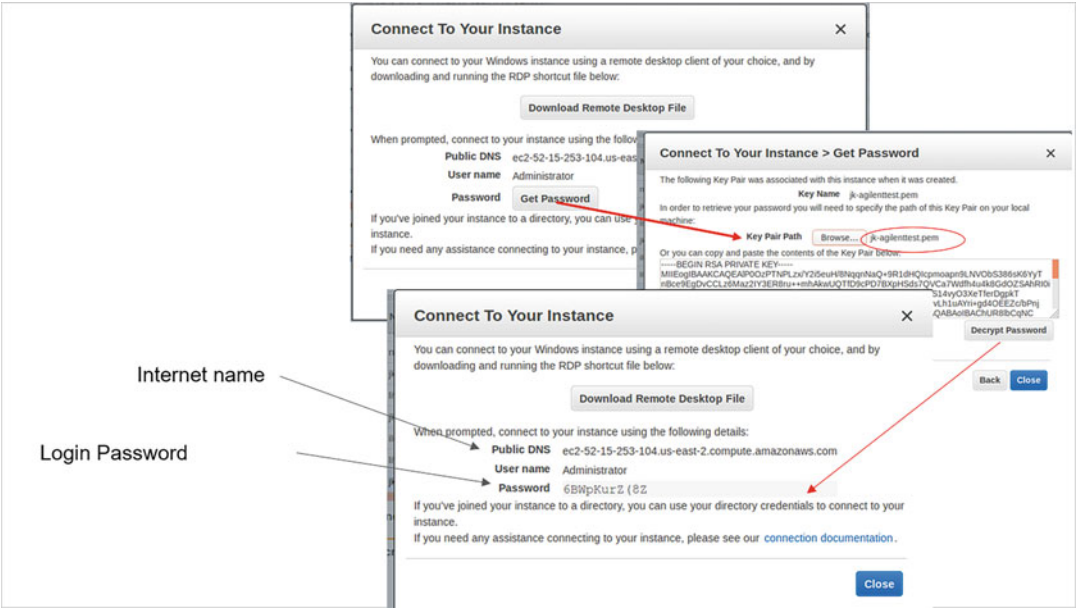 Connect To Your Instance
You can connect to your Windows instance using a remote desktop client of your choice, and by
downloading and running the RDP shortcut file below:
Download Remote Desktop File
When prompted, connect to your instance using the follow
Public DNS ec2-52-15-253-104.us-eas
User name Administrator
Password Get Password
If you've joined your instance to a directory, you can use
instance.
If you need any assistance connecting to your instance, p
Connect To Your Instance > Get Password
The following Key Pair was associated with this instance when it was created.
Key Name jk-agilenttest.pem
In order to retrieve your password you will need to specify the path of this Key Pair on your local
machine:
Key Pair Path Browse... jk-agilenttest.pem
Or you can copy and paste the contents of the Key Pair below:
-----BEGIN RSA PRIVATE KEY-----
Decrypt Password
Back Close
Connect To Your Instance
You can connect to your Windows instance using a remote desktop client of your choice, and by
downloading and running the RDP shortcut file below:
Download Remote Desktop File
When prompted, connect to your instance using the following details:
Internet name
Public DNS ec2-52-15-253-104.us-east-2.compute.amazonaws.com
User name Administrator
Login Password
Password 6BWpKurZ(8Z
If you've joined your instance to a directory, you can use your directory credentials to connect to your
instance.
If you need any assistance connecting to your instance, please see our connection documentation.
Close